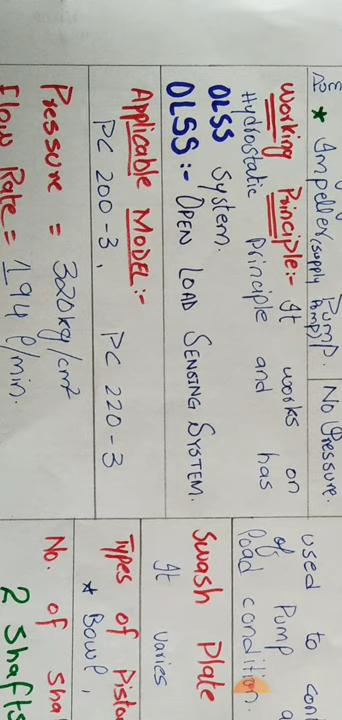 * Impeller Pump.
(supply Pump)
No Pressure.
Working Principle:- It works on
Hydrostatic Principle and has
OLSS System.
OLSS:- OPEN LOAD SENSING SYSTEM.
Applicable MODEL:-
PC 200-3, PC 220-3
Pressure = 320kg/cm²
Flow Rate = 194 l/min.
used to con
of Pump
load condition.
Swash Plate
It varies
Types of Pisto
* Bowl,
No. of Sha
2 Shafts